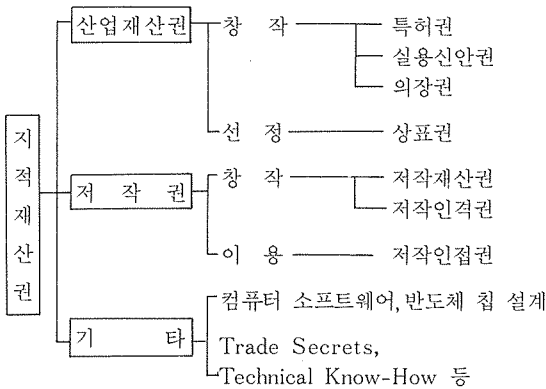 산업재산권 창 작 특허권
실용신안권
의장권
선 정 상표권
지적재산권
저 작 권 창 작 저작재산권
저작인격권
이 용 저작인접권
기 타 컴퓨터 소프트웨어, 반도체 칩 설계
Trade Secrets,
Technical Know-How 등